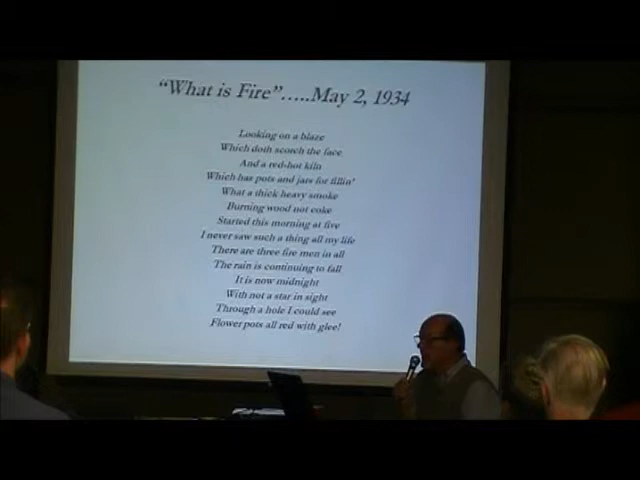 "What is Fire".....May 2, 1934
Looking on a blaze
Which doth scorch the face
And a red-hot kiln
Which has pots and jars for fillin'
What a thick heavy smoke
Burning wood not coke
Started this morning at five
I never saw such a thing all my life
There are three fire men in all
The rain is continuing to fall
It is now midnight
With not a star in sight
Through a hole I could see
Flower pots all red with glee!